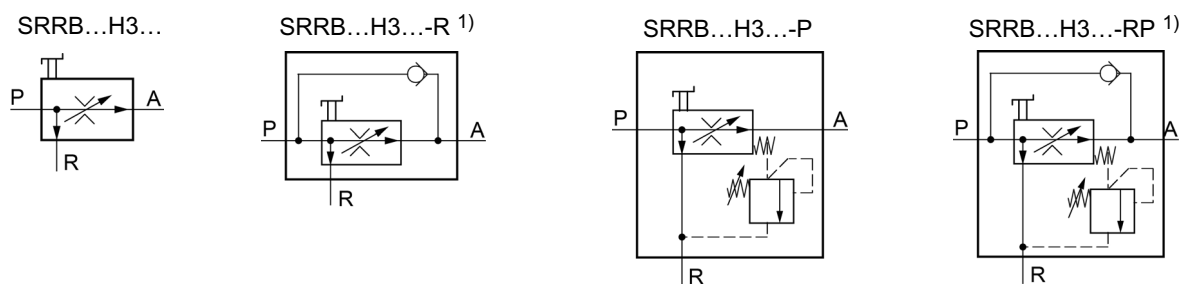 SRRB...H3...
P
A
R
SRRB...H3...-R 1)
P
A
R
SRRB...H3...-P
P
A
R
SRRB...H3...-RP 1)
P
A
R